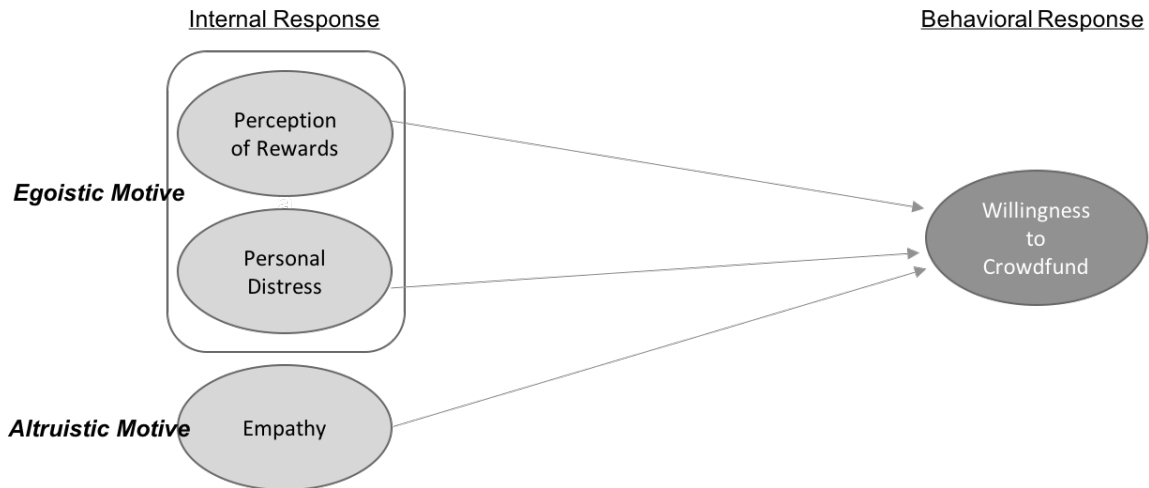 Internal Response
Behavioral Response
Perception
of Rewards
Egoistic Motive
Personal
Distress
Willingness
to
Crowdfund
Altruistic Motive
Empathy